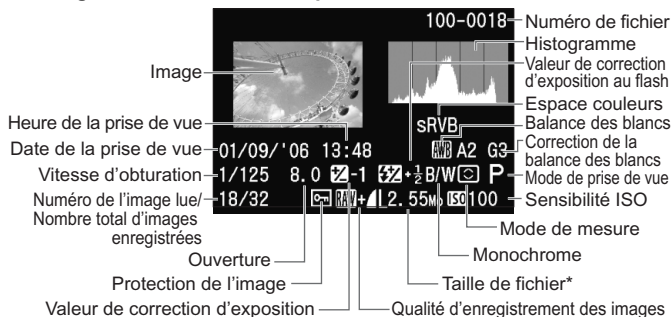 100-0018
Numéro de fichier
Histogramme
Valeur de correction
d'exposition au flash
Image
Espace couleurs
sRVB
Heure de la prise de vue
Balance des blancs
Date de la prise de vue
01/09/'06 13:48
AWB A2 G3
Correction de la
balance des blancs
Vitesse d'obturation
1/125 8.0 -1 +1/2 B/W P
Mode de prise de vue
Numéro de l'image lue/
Nombre total d'images
enregistrées
18/32
RAW+ L 2.55MB ISO 100
Sensibilité ISO
Mode de mesure
Ouverture
Monochrome
Protection de l'image
Taille de fichier*
Valeur de correction d'exposition
Qualité d'enregistrement des images